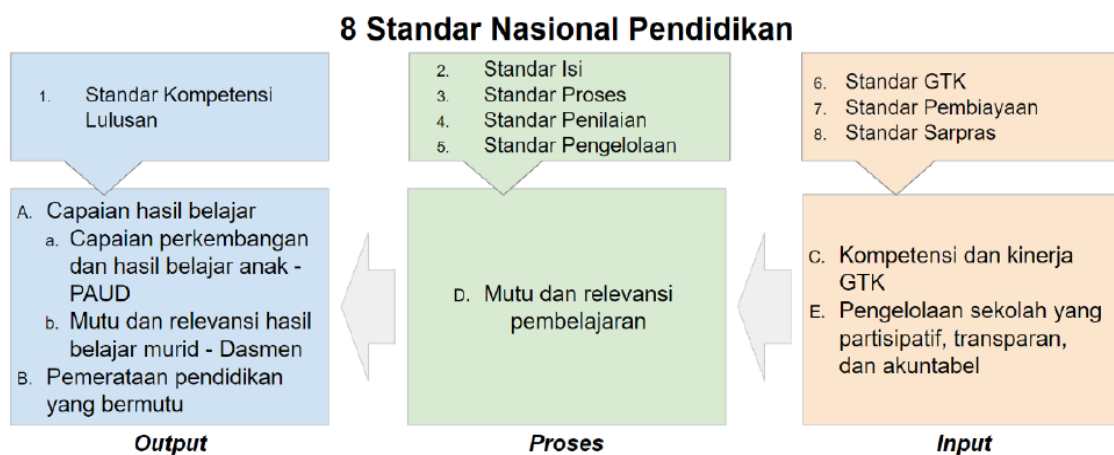 8 Standar Nasional Pendidikan
1. Standar Kompetensi
Lulusan
2. Standar Isi
3. Standar Proses
4. Standar Penilaian
5. Standar Pengelolaan
6. Standar GTK
7. Standar Pembiayaan
8. Standar Sarpras
A. Capaian hasil belajar
a. Capaian perkembangan
dan hasil belajar anak -
PAUD
b. Mutu dan relevansi hasil
belajar murid - Dasmen
B. Pemerataan pendidikan
yang bermutu
D. Mutu dan relevansi
pembelajaran
C. Kompetensi dan kinerja
GTK
E. Pengelolaan sekolah yang
partisipatif, transparan,
dan akuntabel
Output
Proses
Input